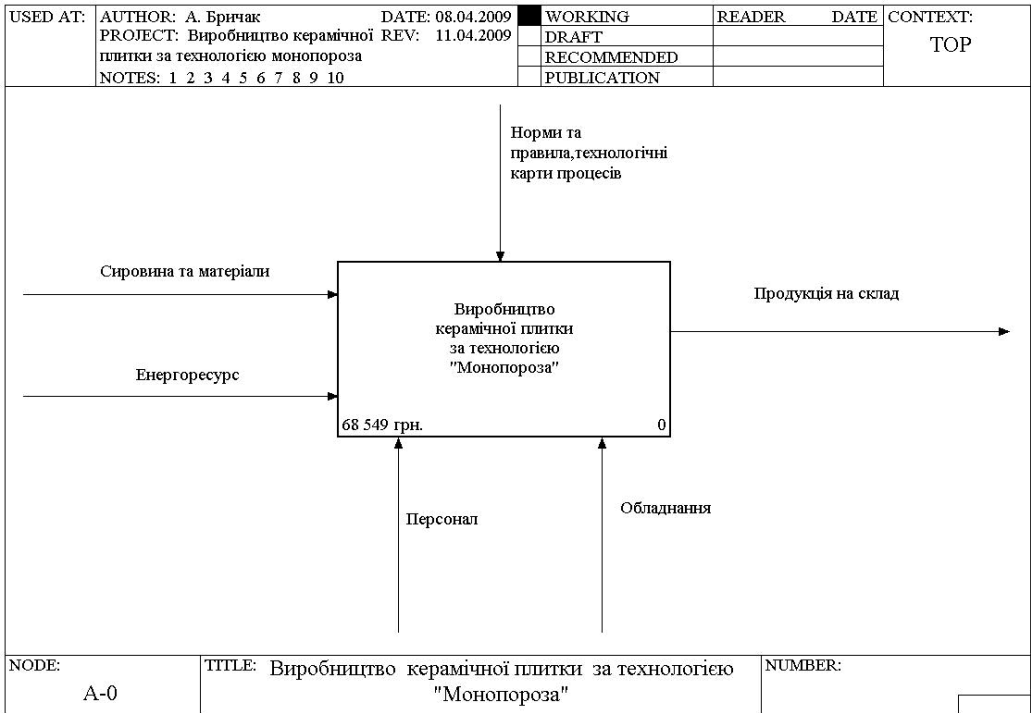 USED AT:
AUTHOR: А. Бричак
DATE: 08.04.2009
PROJECT: Виробництво керамічної
REV: 11.04.2009
плитки за технологією монопороза
NOTES: 1 2 3 4 5 6 7 8 9 10
WORKING
DRAFT
RECOMMENDED
PUBLICATION
READER DATE
CONTEXT:
TOP
Норми та
правила,технологічні
карти процесів
Сировина та матеріали
Енергоресурс
Виробництво
керамічної плитки
за технологією
"Монопороза"
68 549 грн.
0
Продукція на склад
Персонал
Обладнання
NODE:
A-0
TITLE: Виробництво керамічної плитки за технологією
"Монопороза"
NUMBER: